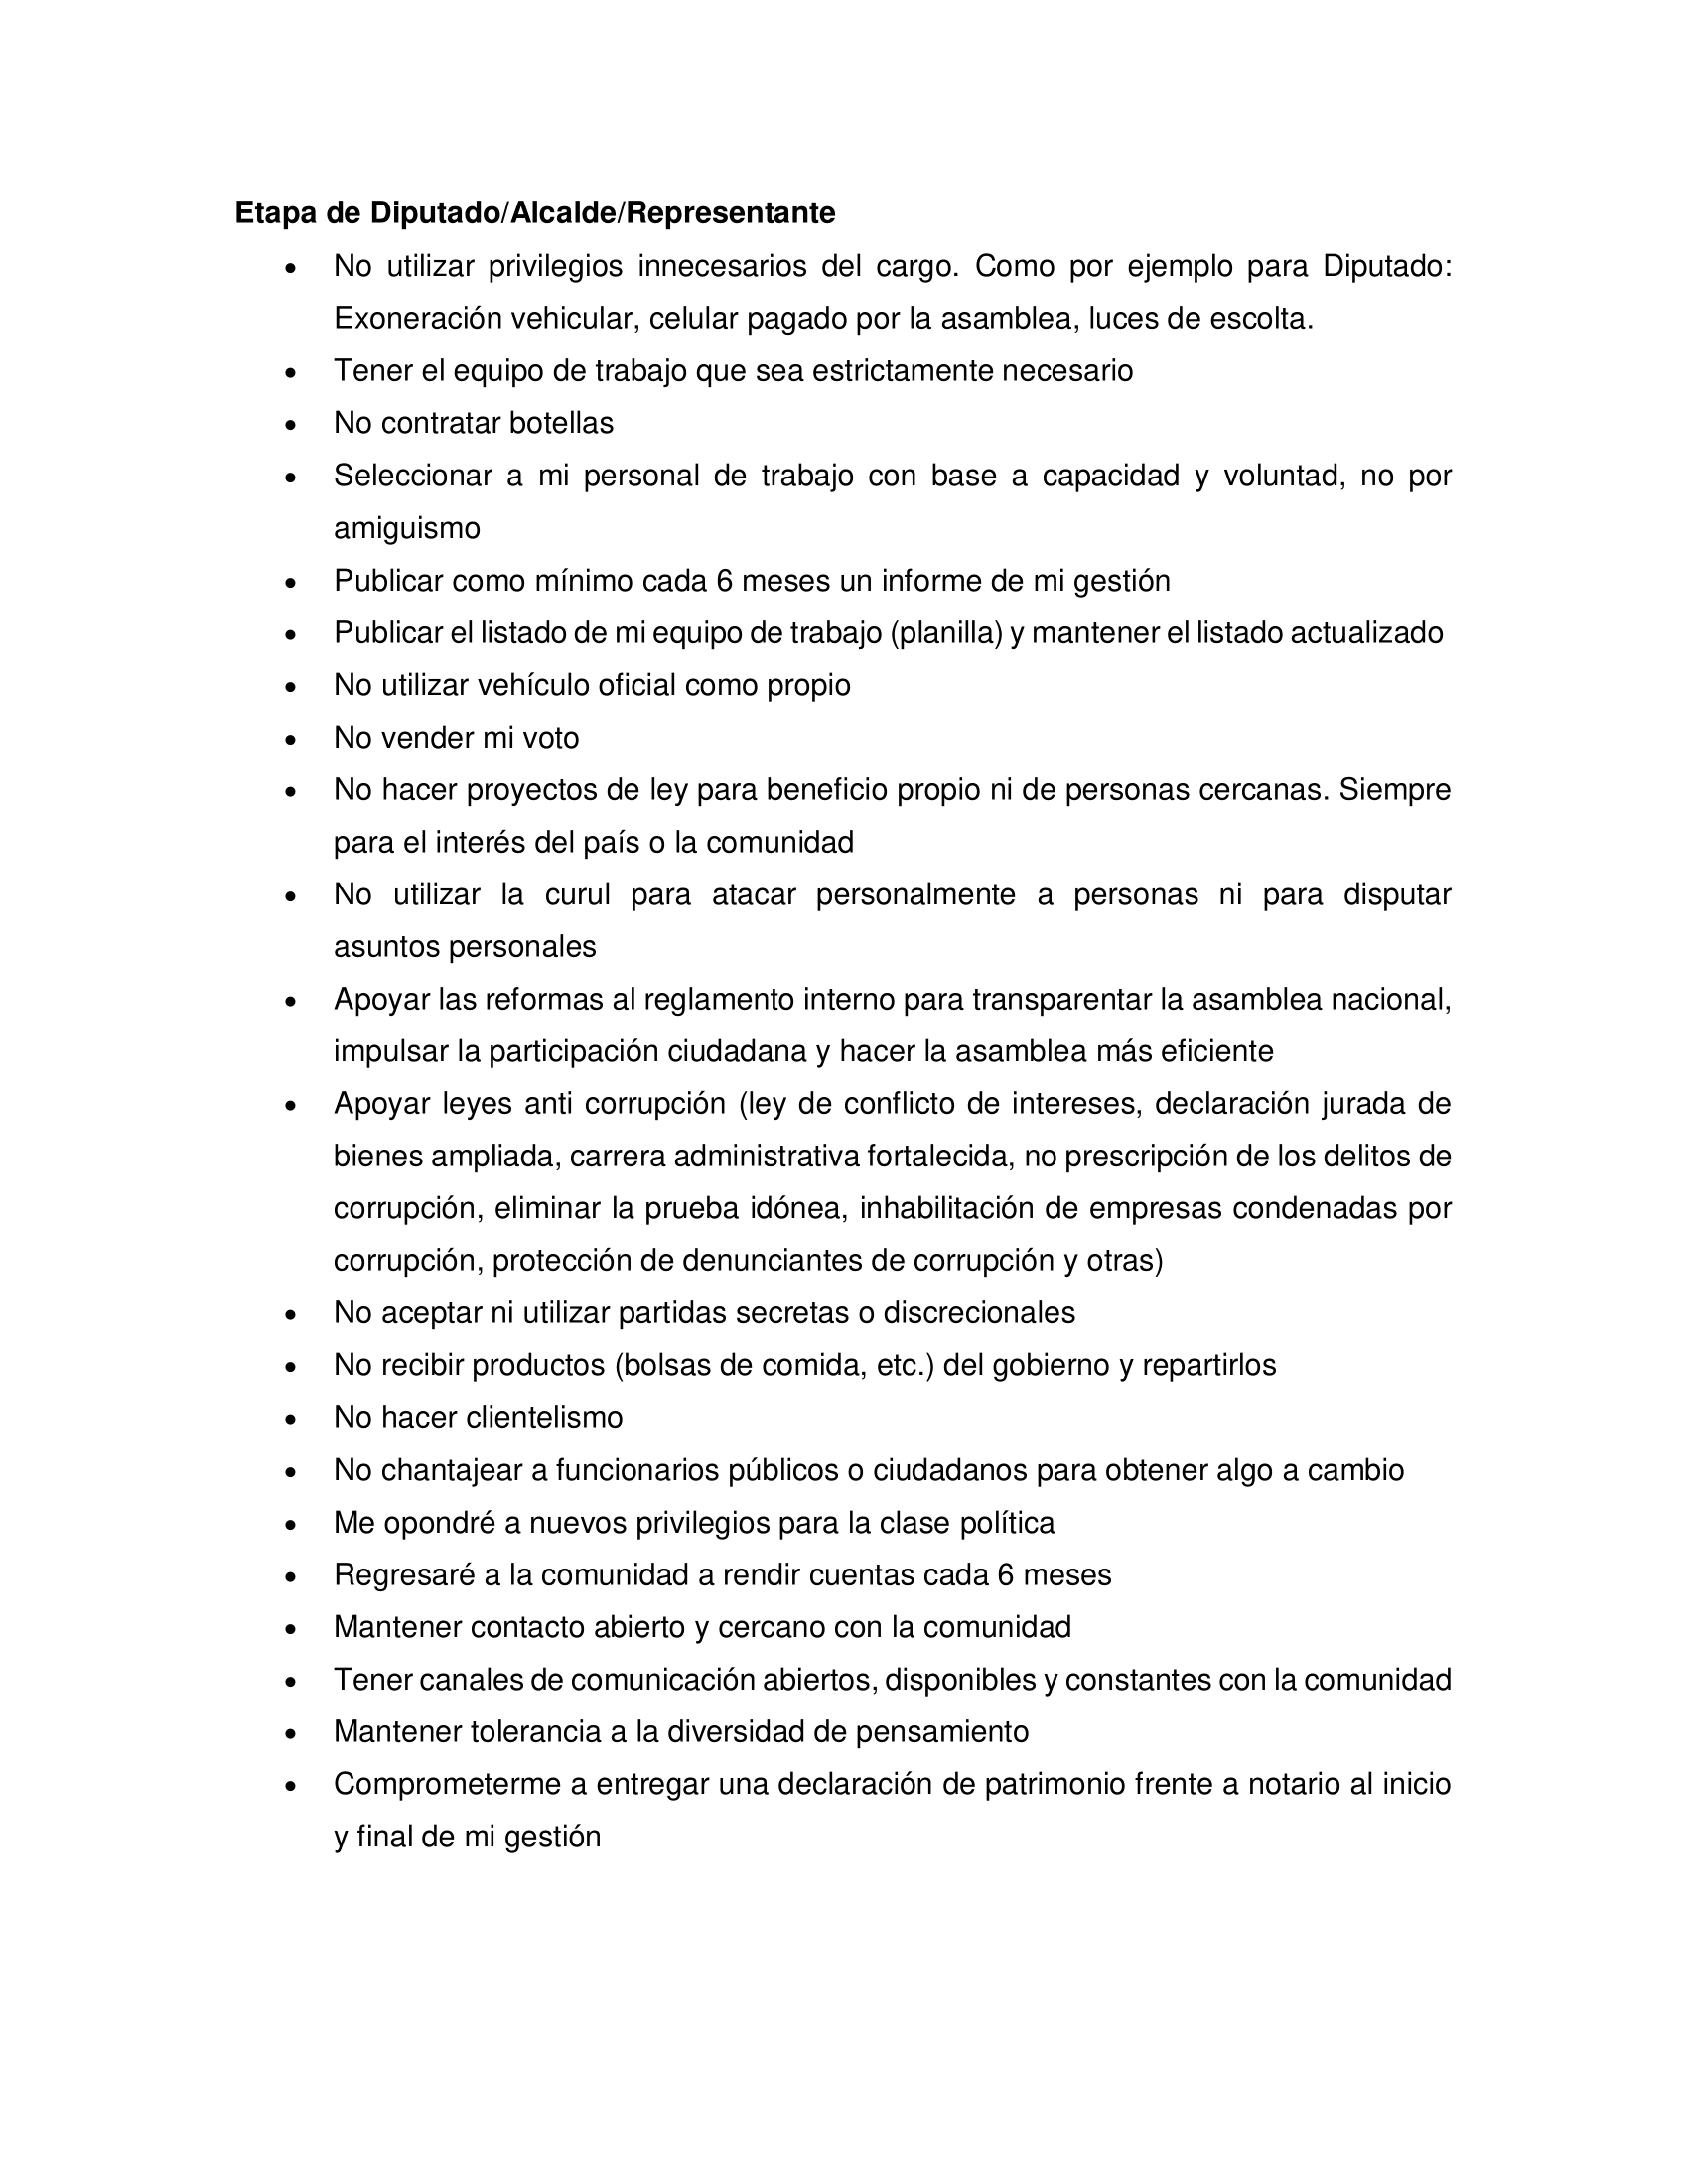 Etapa de Diputado/Alcalde/Representante
• No utilizar privilegios innecesarios del cargo. Como por ejemplo para Diputado:
Exoneración vehicular, celular pagado por la asamblea, luces de escolta.
• Tener el equipo de trabajo que sea estrictamente necesario
• No contratar botellas
• Seleccionar a mi personal de trabajo con base a capacidad y voluntad, no por
amiguismo
• Publicar como mínimo cada 6 meses un informe de mi gestión
• Publicar el listado de mi equipo de trabajo (planilla) y mantener el listado actualizado
• No utilizar vehículo oficial como propio
• No vender mi voto
• No hacer proyectos de ley para beneficio propio ni de personas cercanas. Siempre
para el interés del país o la comunidad
• No utilizar la curul para atacar personalmente a personas ni para disputar
asuntos personales
• Apoyar las reformas al reglamento interno para transparentar la asamblea nacional,
impulsar la participación ciudadana y hacer la asamblea más eficiente
• Apoyar leyes anti corrupción (ley de conflicto de intereses, declaración jurada de
bienes ampliada, carrera administrativa fortalecida, no prescripción de los delitos de
corrupción, eliminar la prueba idónea, inhabilitación de empresas condenadas por
corrupción, protección de denunciantes de corrupción y otras)
• No aceptar ni utilizar partidas secretas o discrecionales
• No recibir productos (bolsas de comida, etc.) del gobierno y repartirlos
• No hacer clientelismo
• No chantajear a funcionarios públicos o ciudadanos para obtener algo a cambio
• Me opondré a nuevos privilegios para la clase política
• Regresaré a la comunidad a rendir cuentas cada 6 meses
• Mantener contacto abierto y cercano con la comunidad
• Tener canales de comunicación abiertos, disponibles y constantes con la comunidad
• Mantener tolerancia a la diversidad de pensamiento
• Comprometerme a entregar una declaración de patrimonio frente a notario al inicio
y final de mi gestión